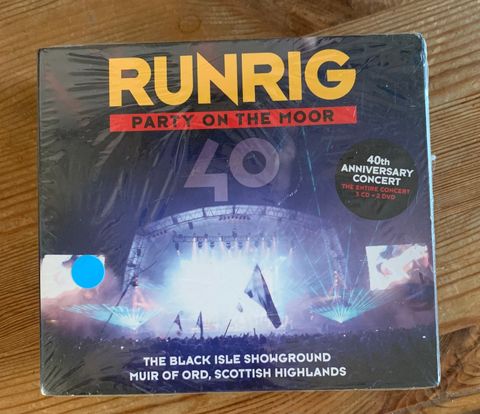 RUNRIG
PARTY ON THE MOOR
40
40th
ANNIVERSARY
CONCERT
THE ENTIRE CONCERT
3 CD + 2 DVD
THE BLACK ISLE SHOWGROUND
MUIR OF ORD, SCOTTISH HIGHLANDS